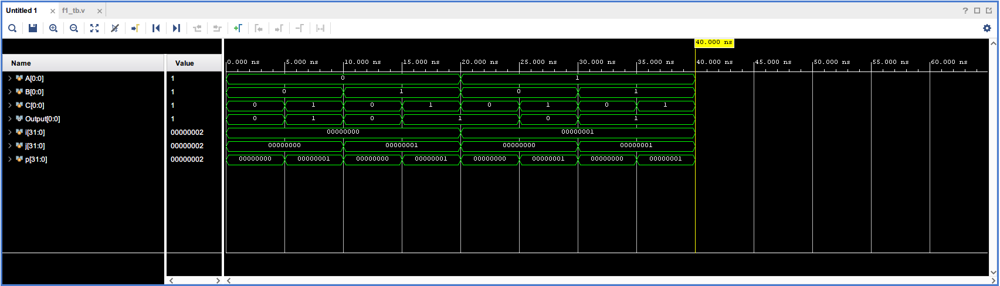 Untitled 1 × f1_tb.v × ?
40.000 ns
Name Value 0.000 ns 5.000 ns 10.000 ns 15.000 ns 20.000 ns 25.000 ns 30.000 ns 35.000 ns 40.000 ns 45.000 ns 50.000 ns 55.000 ns 60.000 ns
A[0:0] 1 0 1
B[0:0] 1 0 1 0 1
C[0:0] 1 0 1 0 1 0 1 0 1
Output[0:0] 1 0 1 0 1 0 1
i[31:0] 00000002 00000000 00000001
j[31:0] 00000002 00000000 00000001 00000000 00000001
p[31:0] 00000002 00000000 00000001 00000000 00000001 00000000 00000001 00000000 00000001